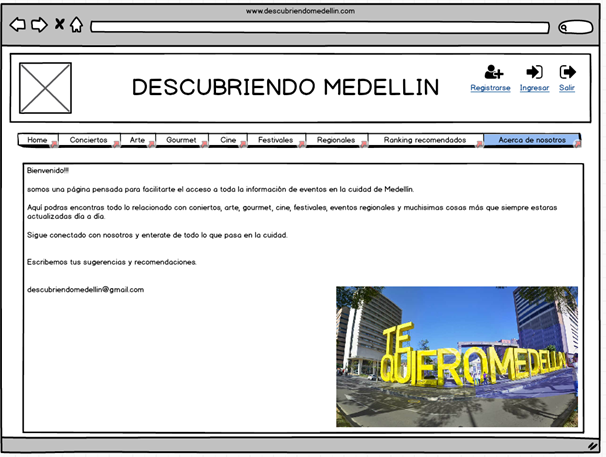 www.descubriendomedellin.com
DESCUBRIENDO MEDELLIN
Registrarse
Ingresar
Salir
Home
Conciertos
Arte
Gourmet
Cine
Festivales
Regionales
Ranking recomendados
Acerca de nosotros
Bienvenido!!!
somos una página pensada para facilitarte el acceso a toda la información de eventos en la cuidad de Medellín.
Aquí podras encontras todo lo relacionado con coniertos, arte, gourmet, cine, festivales, eventos regionales y muchisimas cosas más que siempre estaras
actualizadas día a día.
Sigue conectado con nosotros y enterate de todo lo que pasa en la cuidad.
Escribemos tus sugerencias y recomendaciones.
descubriendomedellin@gmail.com
TE
QUIERO MEDELLIN